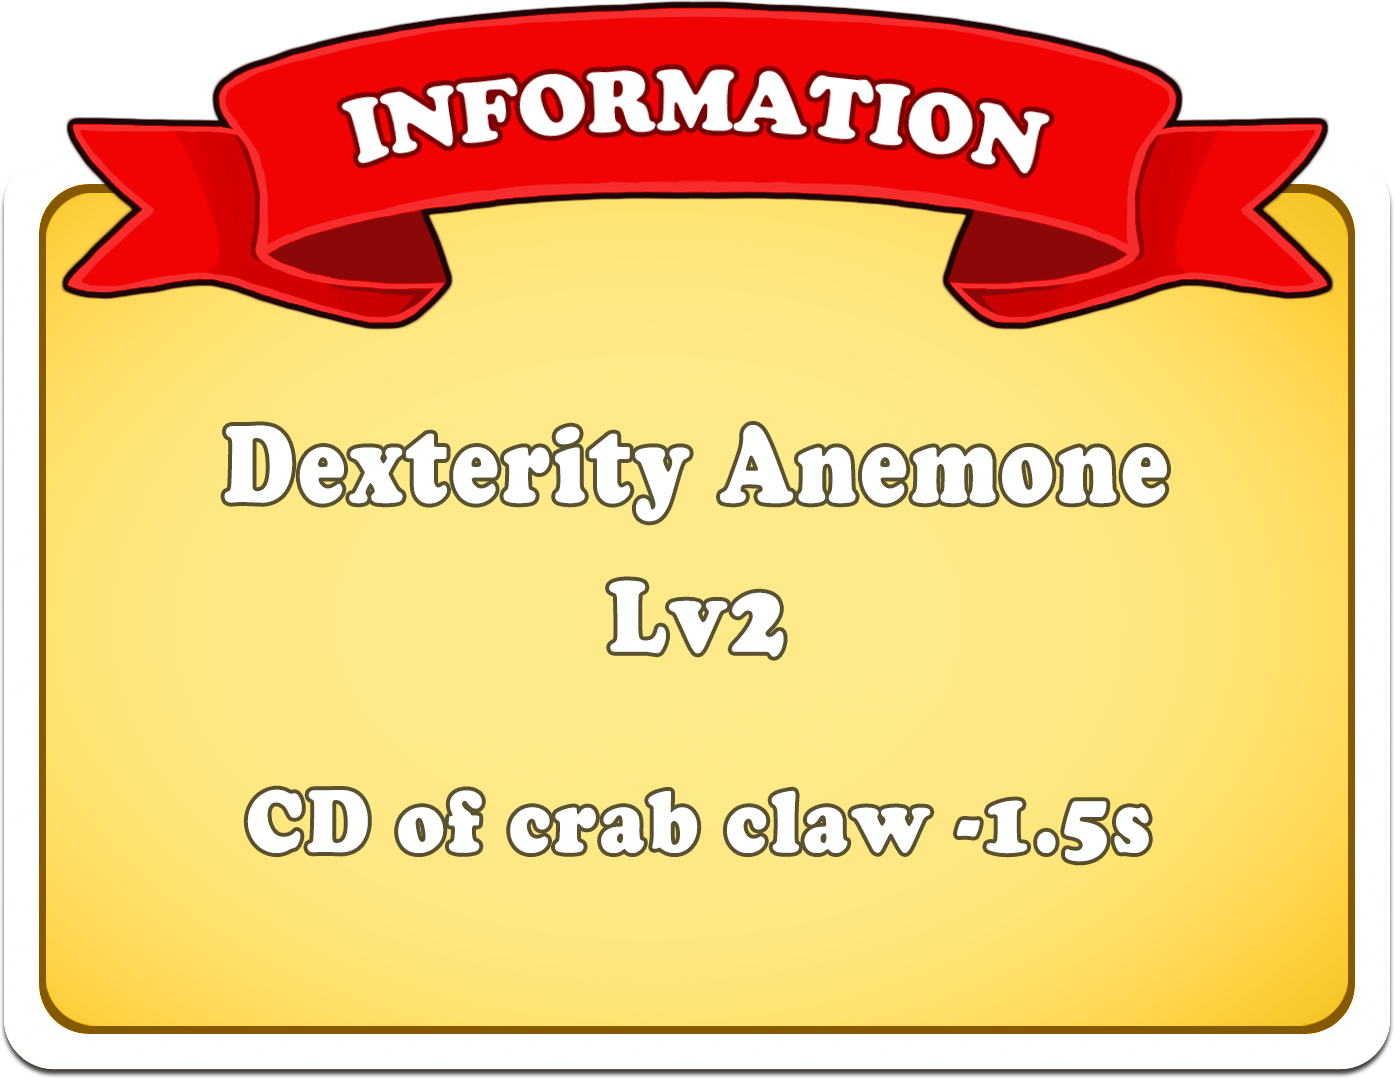 INFORMATION
Dexterity Anemone
Lv2
CD of crab claw -1.5s